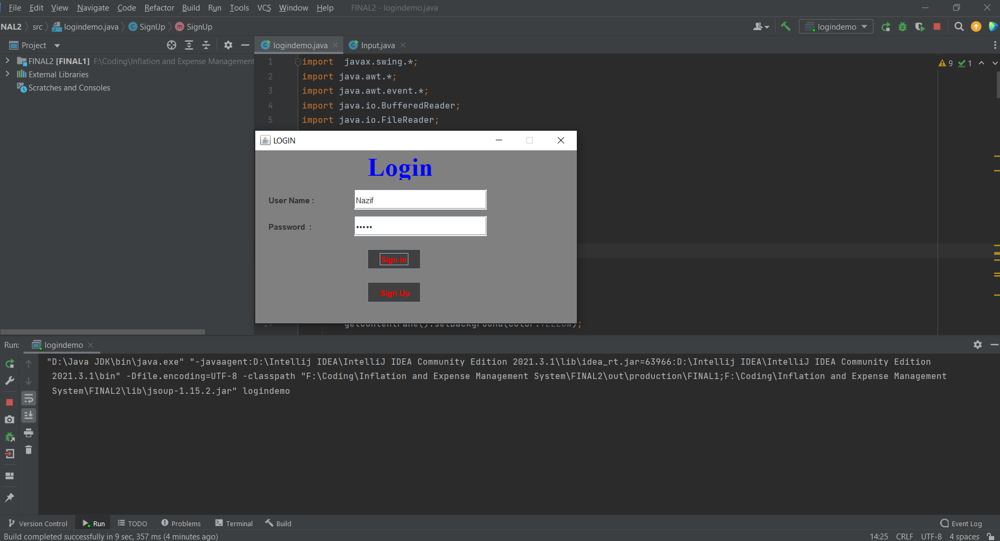 File Edit View Navigate Code Refactor Build Run Tools VCS Window Help FINAL2 - logindemo.java
NAL2 src logindemo.java SignUp SignUp
logindemo
Project
logindemo.java Input.java
FINAL2 [FINAL1] F:\Coding\Inflation and Expense Management
External Libraries
Scratches and Consoles
1 import  javax.swing.*;
2 import java.awt.*;
3 import java.awt.event.*;
4 import java.io.BufferedReader;
5 import java.io.FileReader;
9 1
LOGIN
Login
User Name : Nazif
Password  : •••••
Sign in
Sign Up
17 getContentPane().setBackground(Color.YELLOW);
Run: logindemo
"D:\Java JDK\bin\java.exe" "-javaagent:D:\Intellij IDEA\IntelliJ IDEA Community Edition 2021.3.1\lib\idea_rt.jar=63966:D:\Intellij IDEA\IntelliJ IDEA Community Edition
2021.3.1\bin" -Dfile.encoding=UTF-8 -classpath "F:\Coding\Inflation and Expense Management System\FINAL2\out\production\FINAL1;F:\Coding\Inflation and Expense Management
System\FINAL2\lib\jsoup-1.15.2.jar" logindemo
Version Control Run TODO Problems Terminal Build Event Log
Build completed successfully in 9 sec, 357 ms (4 minutes ago) 14:25 CRLF UTF-8 4 spaces